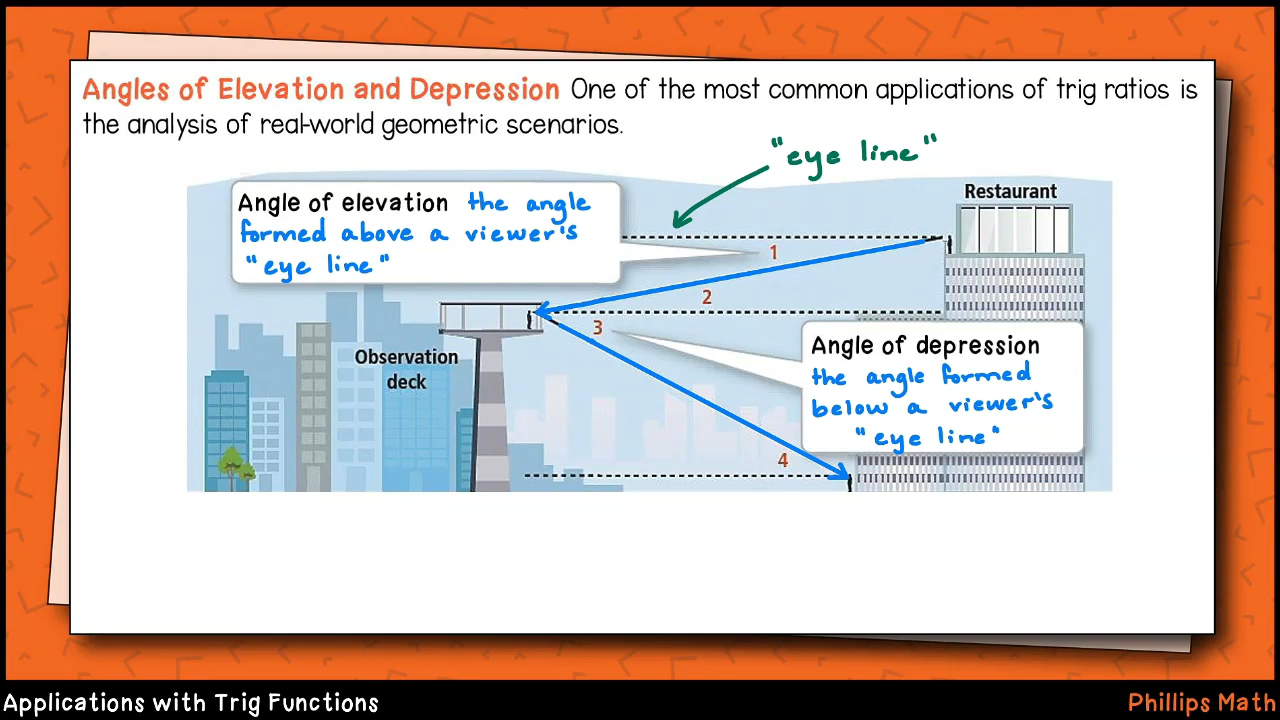 Angles of Elevation and Depression One of the most common applications of trig ratios is
the analysis of real-world geometric scenarios.
"eye line"
Angle of elevation the angle
formed above a viewer's
"eye line"
Restaurant
1
2
3
Observation
deck
Angle of depression
the angle formed
below a viewer's
"eye line"
4
Applications with Trig Functions
Phillips Math